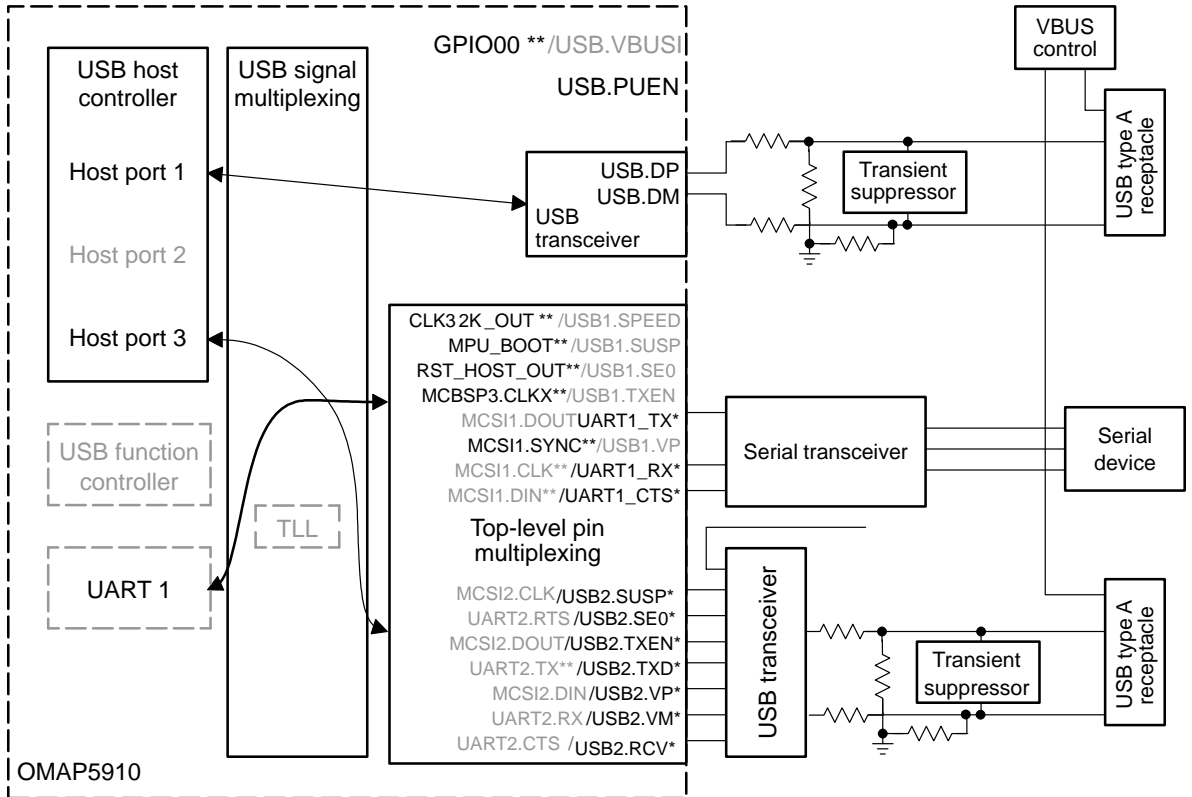 GPIO00 **/USB.VBUSI
USB.PUEN
VBUS
control
USB host
controller
USB signal
multiplexing
Host port 1
Host port 2
Host port 3
USB.DP
USB.DM
USB
transceiver
Transient
suppressor
USB type A
receptacle
CLK32K_OUT **/USB1.SPEED
MPU_BOOT**/USB1.SUSP
RST_HOST_OUT**/USB1.SE0
MCBSP3.CLKX**/USB1.TXEN
MCSI1.DOUTUART1_TX*
MCSI1.SYNC**/USB1.VP
MCSI1.CLK**/UART1_RX*
MCSI1.DIN**/UART1_CTS*
Serial transceiver
Serial
device
USB function
controller
TLL
UART 1
Top-level pin
multiplexing
MCSI2.CLK/USB2.SUSP*
UART2.RTS /USB2.SE0*
MCSI2.DOUT/USB2.TXEN*
UART2.TX**/USB2.TXD*
MCSI2.DIN/USB2.VP*
UART2.RX/USB2.VM*
UART2.CTS /USB2.RCV*
USB transceiver
Transient
suppressor
USB type A
receptacle
OMAP5910